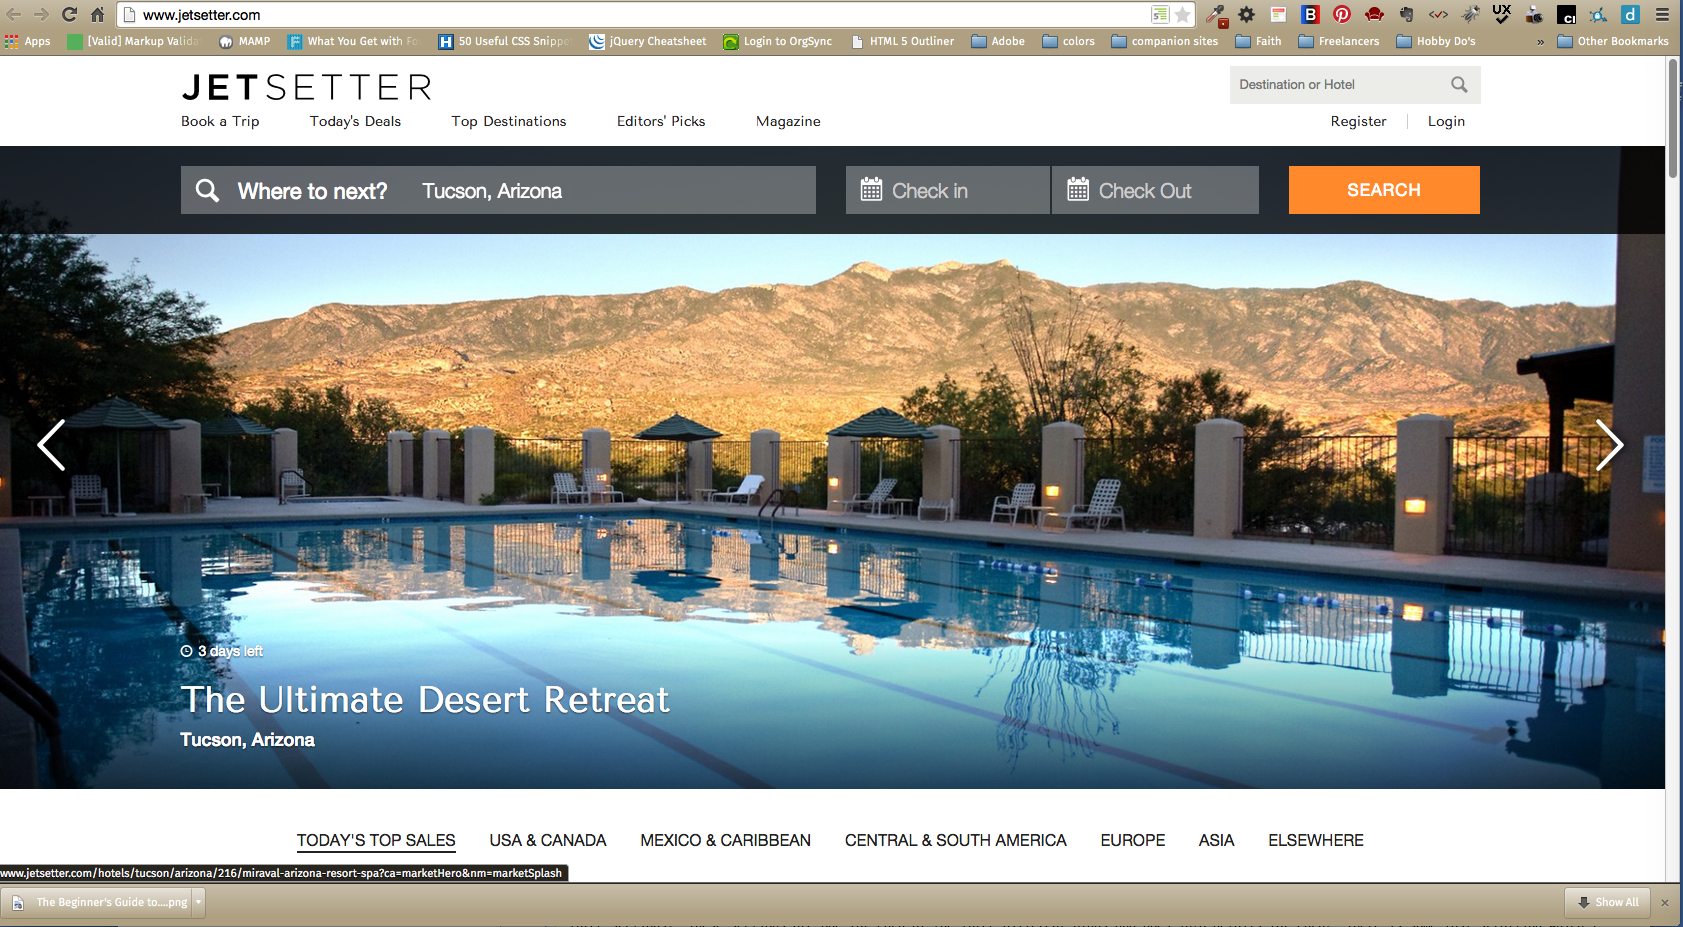 www.jetsetter.com
Apps [Valid] Markup Valida MAMP What You Get with Fo 50 Useful CSS Snippe jQuery Cheatsheet Login to OrgSync HTML 5 Outliner Adobe colors companion sites Faith Freelancers Hobby Do's » Other Bookmarks
JETSETTER
Destination or Hotel
Book a Trip Today's Deals Top Destinations Editors' Picks Magazine Register Login
Where to next? Tucson, Arizona Check in Check Out SEARCH
3 days left
The Ultimate Desert Retreat
Tucson, Arizona
TODAY'S TOP SALES USA & CANADA MEXICO & CARIBBEAN CENTRAL & SOUTH AMERICA EUROPE ASIA ELSEWHERE
www.jetsetter.com/hotels/tucson/arizona/216/miraval-arizona-resort-spa?ca=marketHero&nm=marketSplash
The Beginner's Guide to....png Show All